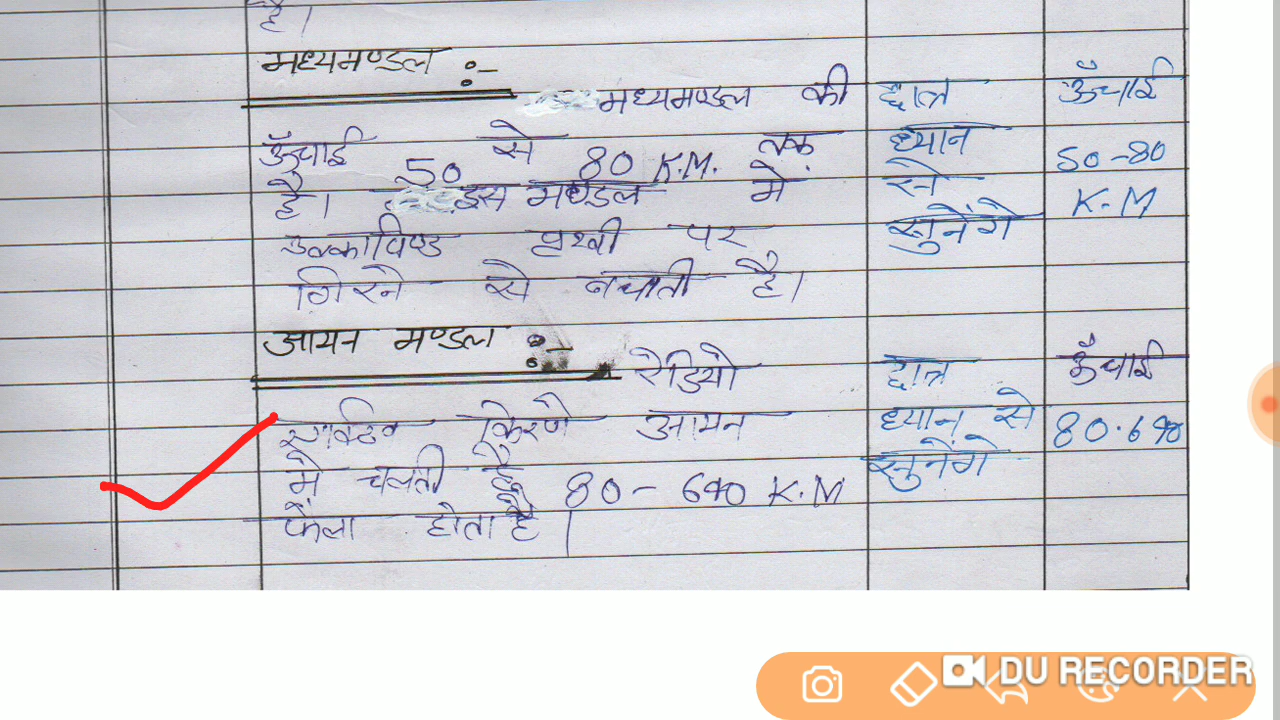 है।
मध्यमण्डल :-
मध्यमण्डल की
ऊँचाई 50 से 80 K.M. तक
है। इस मण्डल में
उल्कापिण्ड पृथ्वी पर
गिरने से बचाती है।
छात्र
ध्यान
से
सुनेंगे
ऊँचाई
50-80
K.M
आयन मण्डल :-
रेडियो
किरणे आयन
में चलती है 80-640 K.M
फैला होता है।
छात्र
ध्यान से
सुनेंगे
ऊँचाई
80.640
DU RECORDER